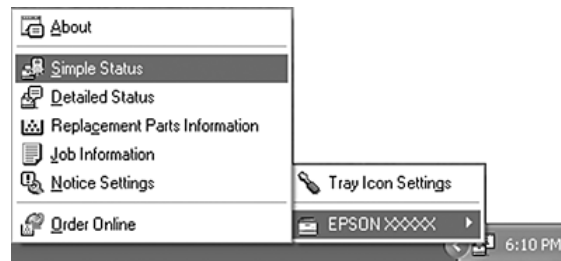 About
Simple Status
Detailed Status
Replacement Parts Information
Job Information
Notice Settings
Order Online
Tray Icon Settings
EPSON XXXXX
6:10 PM